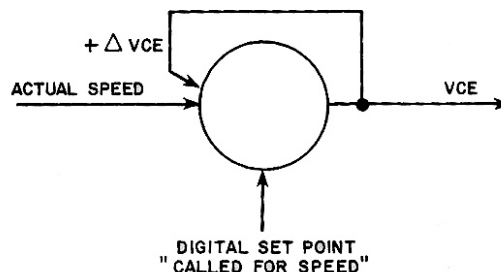 + Δ VCE
ACTUAL SPEED
VCE
DIGITAL SET POINT
"CALLED FOR SPEED"